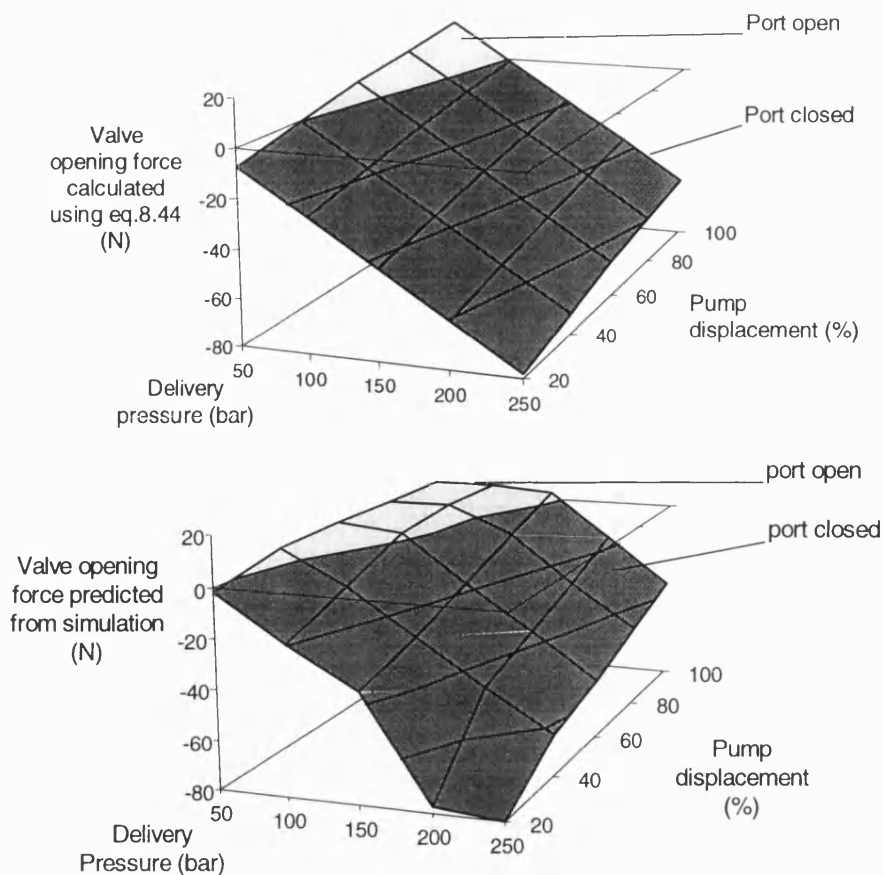 Port open
Port closed
Valve
opening force
calculated
using eq.8.44
(N)
20
0
-20
-40
-60
-80
50
100
150
200
250
Delivery
pressure (bar)
20
40
60
80
100
Pump
displacement (%)
port open
port closed
Valve opening
force predicted
from simulation
(N)
20
0
-20
-40
-60
-80
50
100
150
200
250
Delivery
Pressure (bar)
20
40
60
80
100
Pump
displacement
(%)